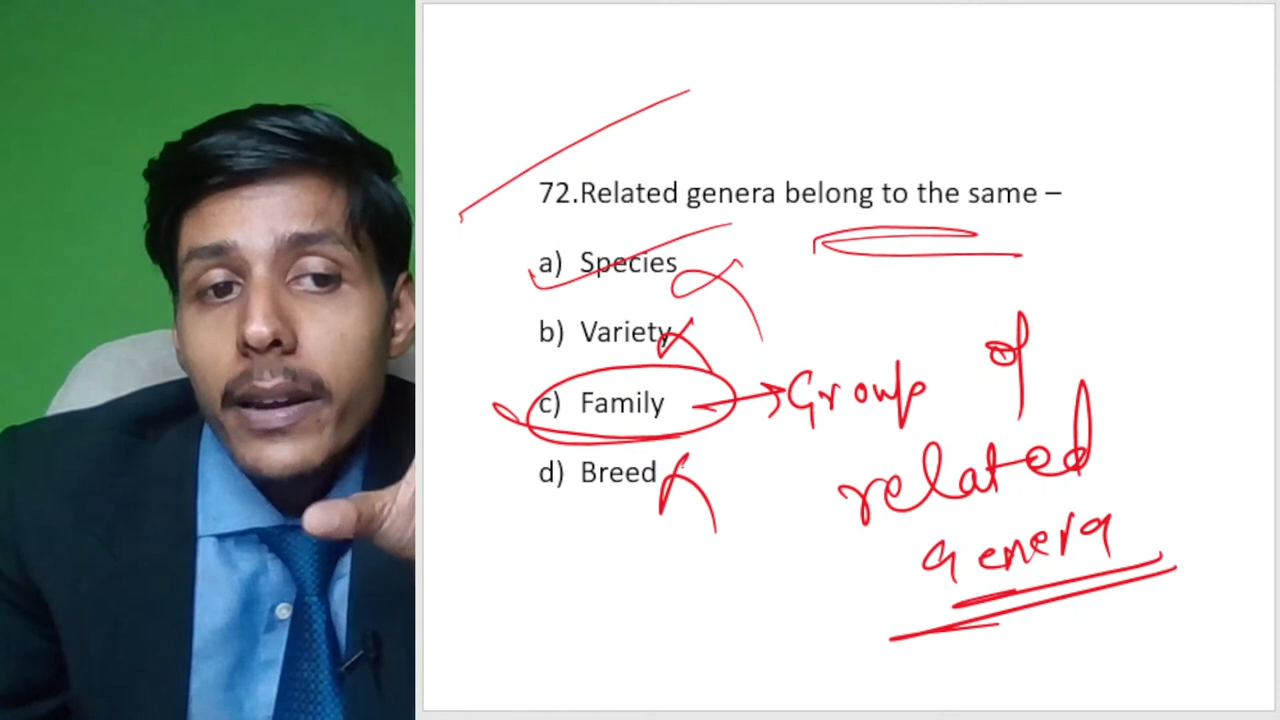 72.Related genera belong to the same –
a) Species
b) Variety
c) Family
d) Breed
Group of
related
genera